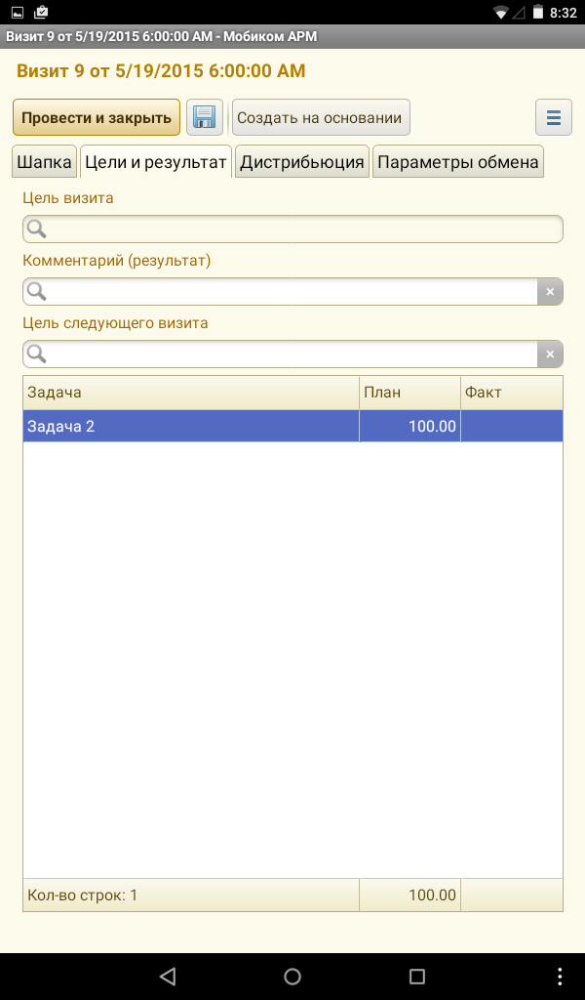 8:32
Визит 9 от 5/19/2015 6:00:00 AM - Мобиком АРМ
Визит 9 от 5/19/2015 6:00:00 AM
Провести и закрыть Создать на основании
Шапка Цели и результат Дистрибьюция Параметры обмена
Цель визита
Комментарий (результат)
Цель следующего визита
Задача План Факт
Задача 2 100.00
Кол-во строк: 1 100.00